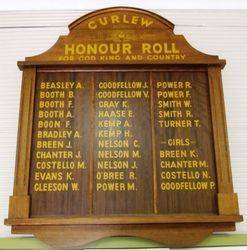 CURLEW
HONOUR ROLL
FOR GOD KING AND COUNTRY
BEASLEY A.
BOOTH B.
BOOTH F.
BOOTH A.
BOON F.
BRADLEY A.
BREEN J.
CHANTER J.
COSTELLO M.
EVANS K.
GLEESON W.
GOODFELLOW J.
GOODFELLOW V.
GRAY K.
HAASE E.
KEMP A.
KEMP H.
NELSON C.
NELSON M.
NELSON J.
O'BREE R.
POWER M.
POWER R.
POWER F.
SMITH W.
SMITH R.
TURNER T.
-GIRLS-
BREEN K.
CHANTER M.
COSTELLO N.
GOODFELLOW P.